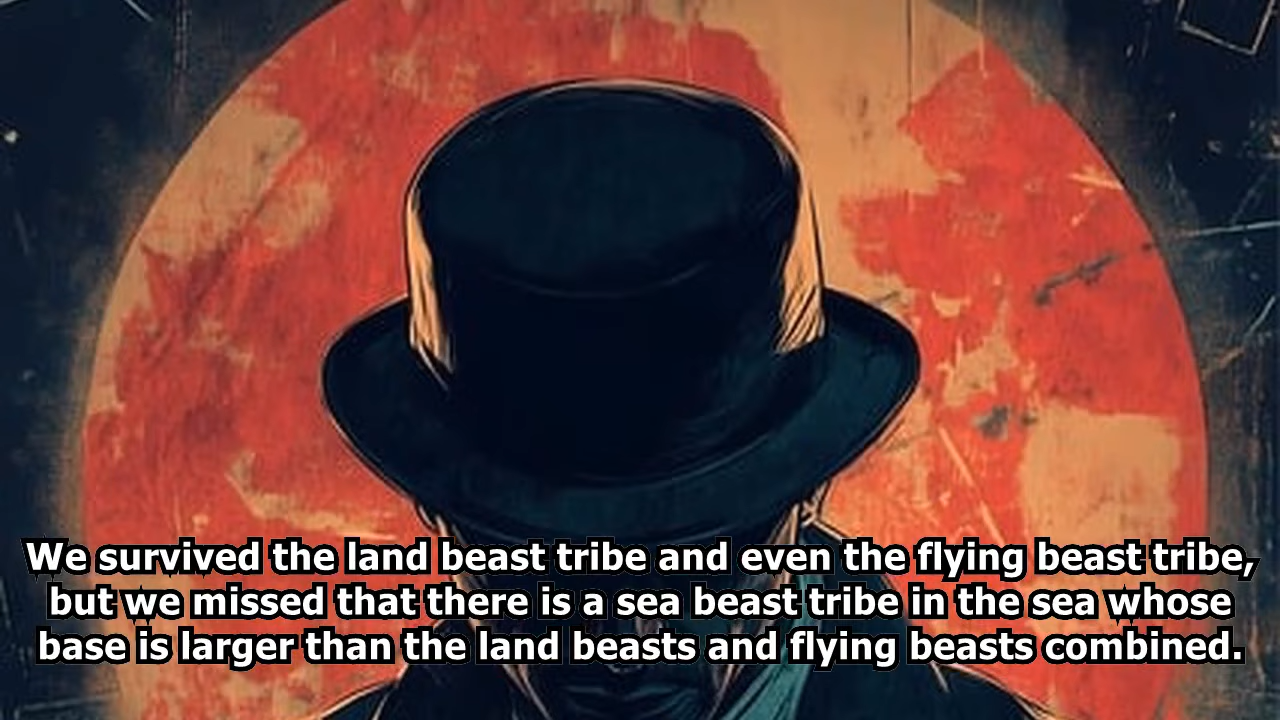 We survived the land beast tribe and even the flying beast tribe,
but we missed that there is a sea beast tribe in the sea whose
base is larger than the land beasts and flying beasts combined.